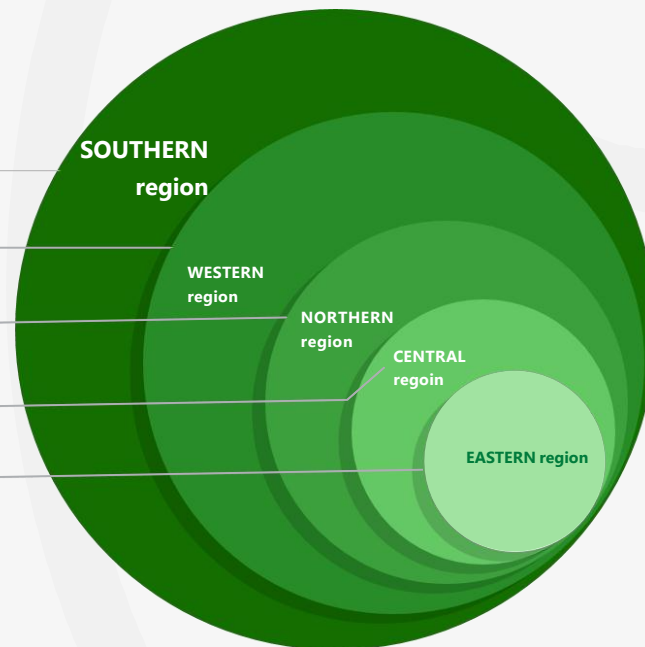 SOUTHERN
region
WESTERN
region
NORTHERN
region
CENTRAL
regoin
EASTERN region